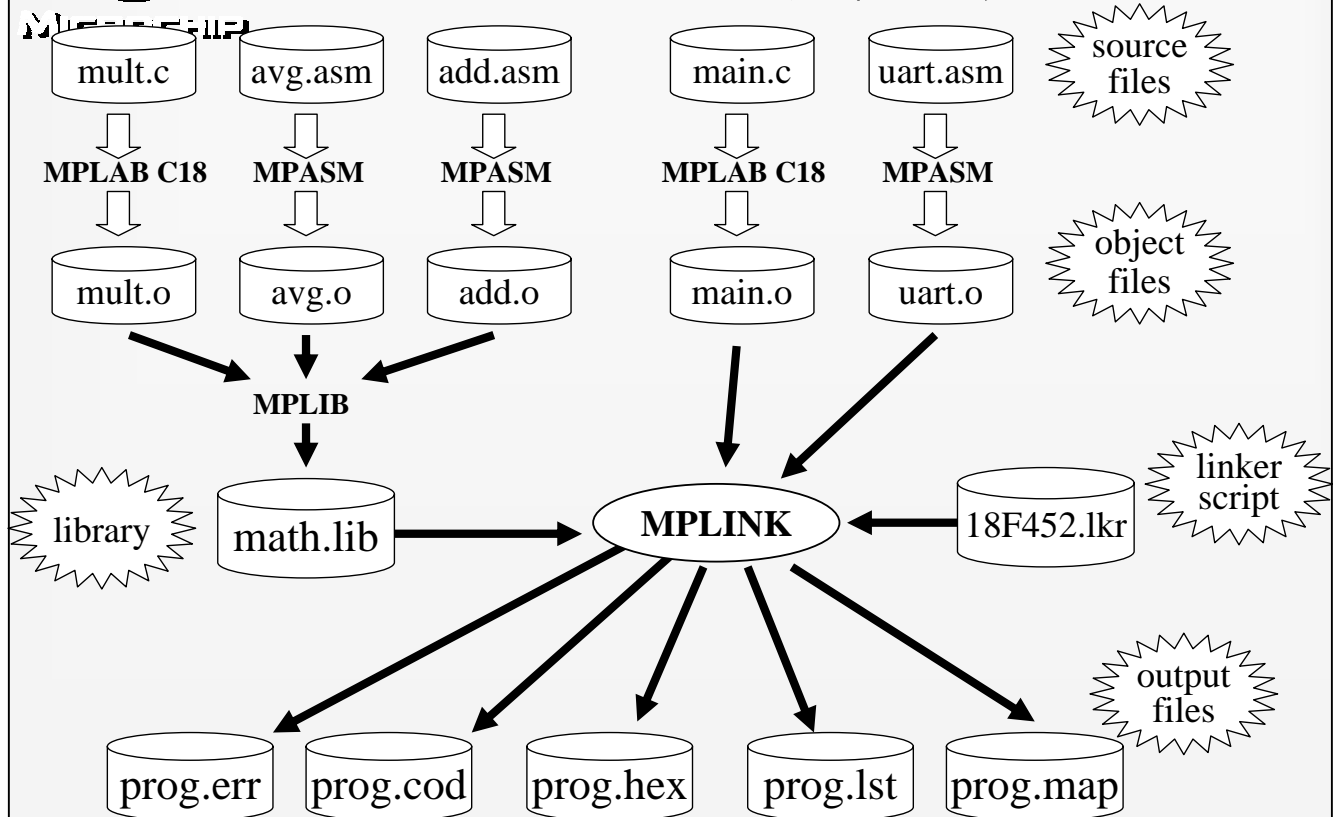 MICROCHIP
mult.c avg.asm add.asm main.c uart.asm
source
files
MPLAB C18 MPASM MPASM MPLAB C18 MPASM
mult.o avg.o add.o main.o uart.o
object
files
MPLIB
library
math.lib
MPLINK
18F452.lkr
linker
script
output
files
prog.err prog.cod prog.hex prog.lst prog.map